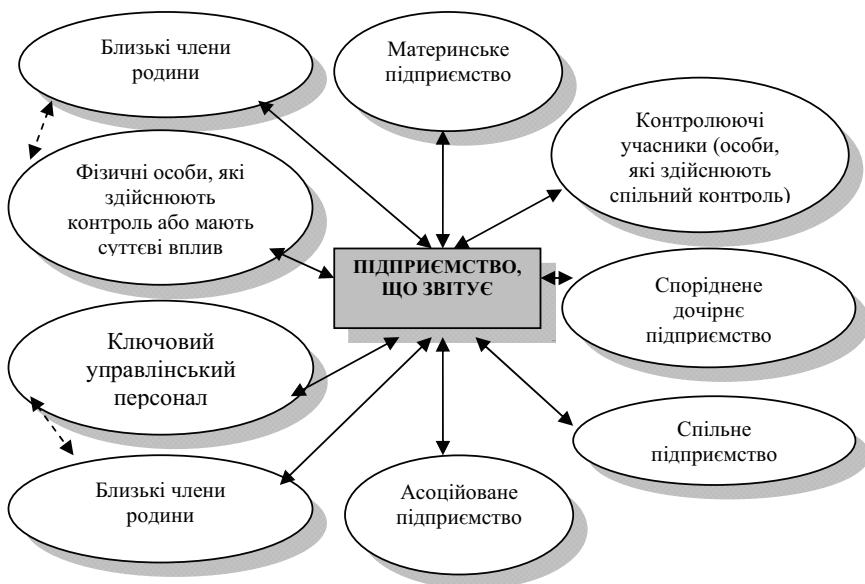 Близькі члени
родини
Материнське
підприємство
Контролюючі
учасники (особи,
які здійснюють
спільний контроль)
Фізичні особи, які
здійснюють
контроль або мають
суттєві вплив
ПІДПРИЄМСТВО,
ЩО ЗВІТУЄ
Споріднене
дочірнє
підприємство
Ключовий
управлінський
персонал
Спільне
підприємство
Близькі члени
родини
Асоційоване
підприємство